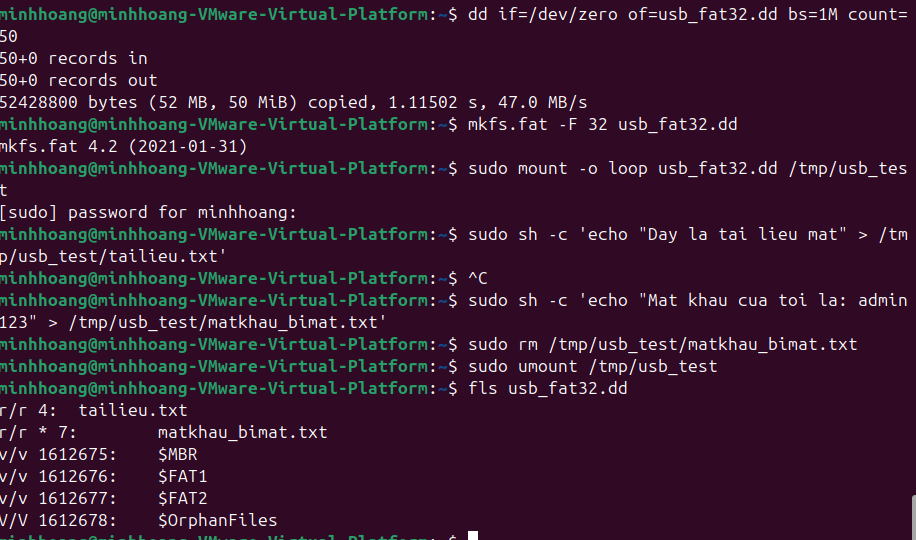 minhhoang@minhhoang-VMware-Virtual-Platform:~$ dd if=/dev/zero of=usb_fat32.dd bs=1M count=
50
50+0 records in
50+0 records out
52428800 bytes (52 MB, 50 MiB) copied, 1.11502 s, 47.0 MB/s
minhhoang@minhhoang-VMware-Virtual-Platform:~$ mkfs.fat -F 32 usb_fat32.dd
mkfs.fat 4.2 (2021-01-31)
minhhoang@minhhoang-VMware-Virtual-Platform:~$ sudo mount -o loop usb_fat32.dd /tmp/usb_tes
t
[sudo] password for minhhoang:
minhhoang@minhhoang-VMware-Virtual-Platform:~$ sudo sh -c 'echo "Day la tai lieu mat" > /tm
p/usb_test/tailieu.txt'
minhhoang@minhhoang-VMware-Virtual-Platform:~$ ^C
minhhoang@minhhoang-VMware-Virtual-Platform:~$ sudo sh -c 'echo "Mat khau cua toi la: admin
123" > /tmp/usb_test/matkhau_bimat.txt'
minhhoang@minhhoang-VMware-Virtual-Platform:~$ sudo rm /tmp/usb_test/matkhau_bimat.txt
minhhoang@minhhoang-VMware-Virtual-Platform:~$ sudo umount /tmp/usb_test
minhhoang@minhhoang-VMware-Virtual-Platform:~$ fls usb_fat32.dd
r/r 4:	tailieu.txt
r/r * 7:	matkhau_bimat.txt
v/v 1612675:	$MBR
v/v 1612676:	$FAT1
v/v 1612677:	$FAT2
V/V 1612678:	$OrphanFiles
minhhoang@minhhoang-VMware-Virtual-Platform:~$